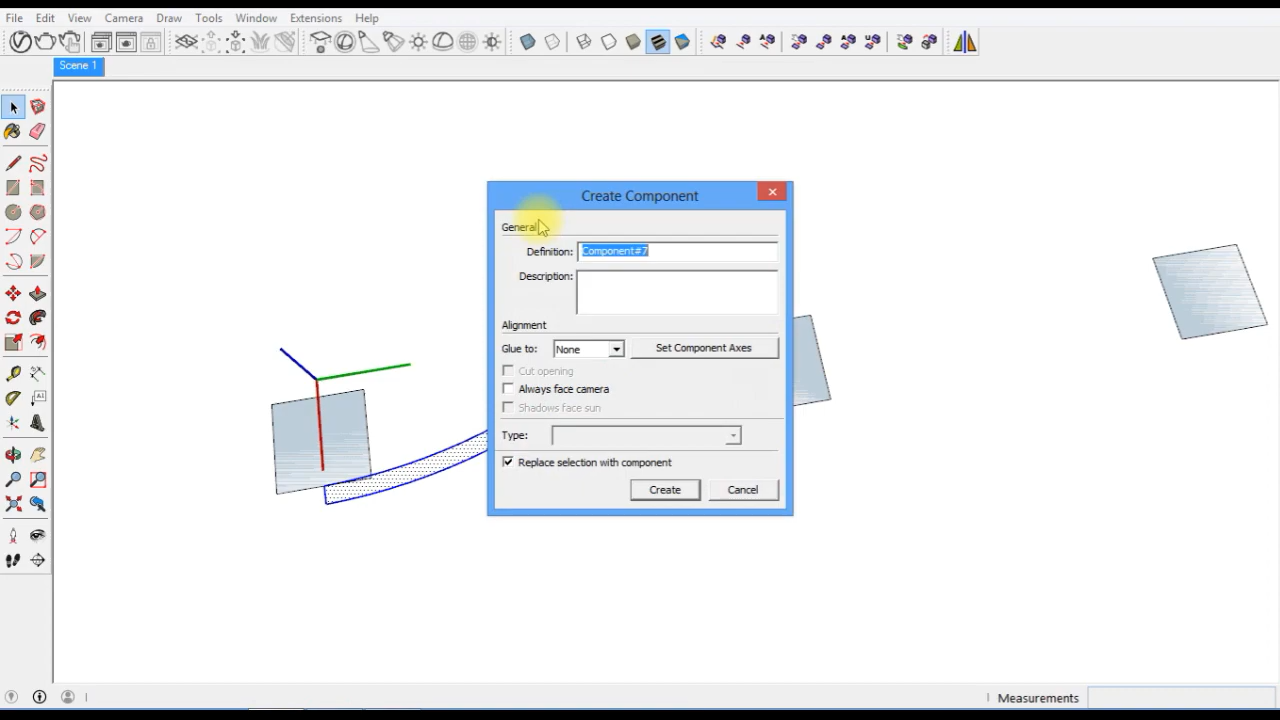 File Edit View Camera Draw Tools Window Extensions Help
Scene 1
Create Component
General
Definition: Component#7
Description:
Alignment
Glue to: None Set Component Axes
Cut opening
Always face camera
Shadows face sun
Type:
Replace selection with component
Create Cancel
Measurements